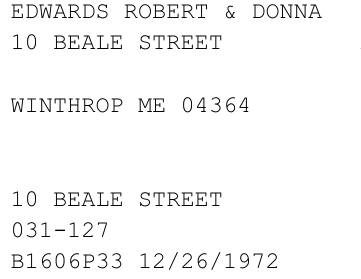 EDWARDS ROBERT & DONNA
10 BEALE STREET
WINTHROP ME 04364
10 BEALE STREET
031-127
B1606P33 12/26/1972